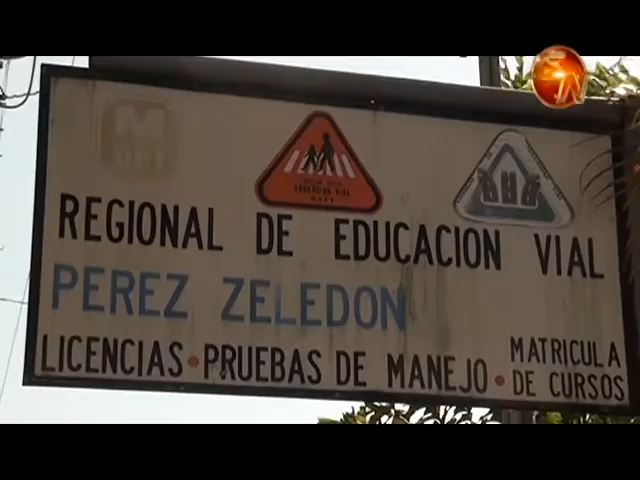 REGIONAL DE EDUCACION VIAL
PEREZ ZELEDON
LICENCIAS • PRUEBAS DE MANEJO • MATRICULA DE CURSOS